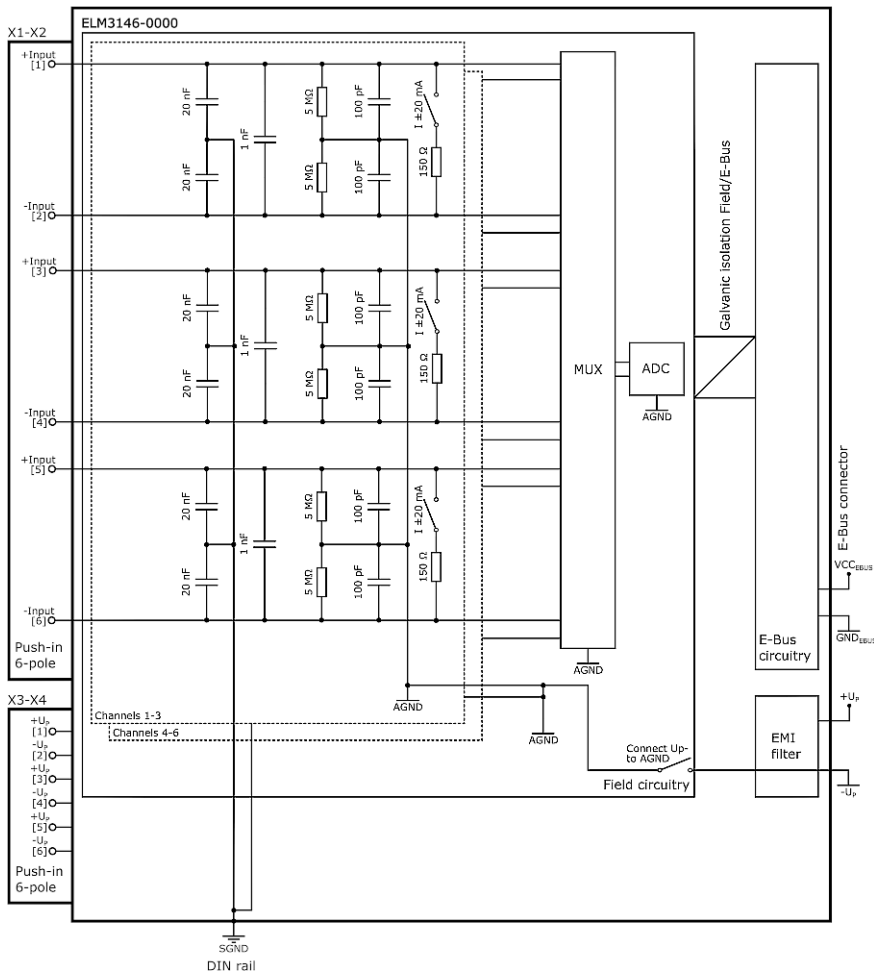 ELM3146-0000
X1-X2
+Input
[1]
20 nF
20 nF
1 nF
5 MΩ
5 MΩ
100 pF
100 pF
I ±20 mA
150 Ω
-Input
[2]
+Input
[3]
20 nF
20 nF
1 nF
5 MΩ
5 MΩ
100 pF
100 pF
I ±20 mA
150 Ω
-Input
[4]
+Input
[5]
20 nF
20 nF
1 nF
5 MΩ
5 MΩ
100 pF
100 pF
I ±20 mA
150 Ω
-Input
[6]
Push-in
6-pole
MUX
AGND
ADC
AGND
Galvanic isolation Field/E-Bus
E-Bus
circuitry
E-Bus connector
VCCEBUS
GNDEBUS
X3-X4
+UP
[1]
-UP
[2]
+UP
[3]
-UP
[4]
+UP
[5]
-UP
[6]
Push-in
6-pole
AGND
AGND
Channels 1-3
Channels 4-6
Connect Up-
to AGND
Field circuitry
EMI
filter
+UP
-UP
SGND
DIN rail